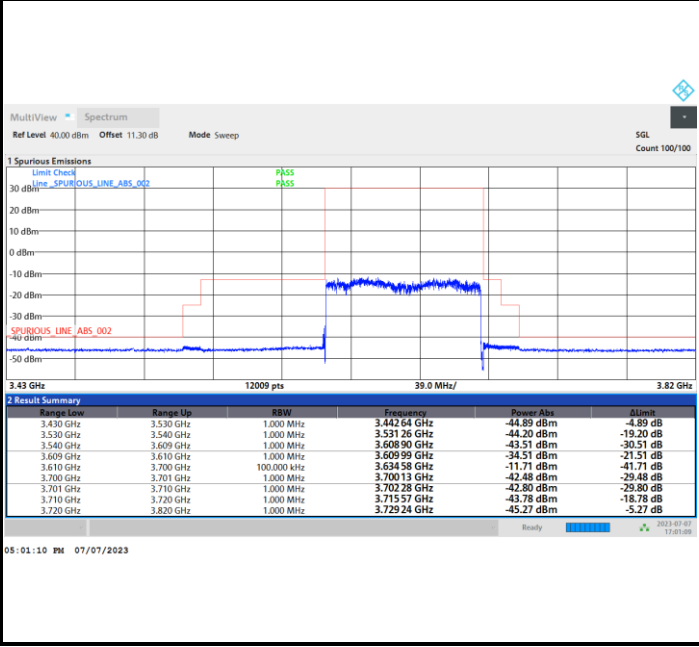 MultiView Spectrum
Ref Level 40.00 dBm Offset 11.30 dB Mode Sweep SGL
Count 100/100
1 Spurious Emissions
Limit Check PASS
Line _SPURIOUS_LINE_ABS_002 PASS
30 dBm
20 dBm
10 dBm
0 dBm
-10 dBm
-20 dBm
-30 dBm
SPURIOUS_LINE_ABS_002
-40 dBm
-50 dBm
3.43 GHz 12009 pts 39.0 MHz/ 3.82 GHz
2 Result Summary
Range Low Range Up RBW Frequency Power Abs ΔLimit
3.430 GHz 3.530 GHz 1.000 MHz 3.442 64 GHz -44.89 dBm -4.89 dB
3.530 GHz 3.540 GHz 1.000 MHz 3.531 26 GHz -44.20 dBm -19.20 dB
3.540 GHz 3.609 GHz 1.000 MHz 3.608 90 GHz -43.51 dBm -30.51 dB
3.609 GHz 3.610 GHz 1.000 MHz 3.609 99 GHz -34.51 dBm -21.51 dB
3.610 GHz 3.700 GHz 100.000 kHz 3.634 58 GHz -11.71 dBm -41.71 dB
3.700 GHz 3.701 GHz 1.000 MHz 3.700 13 GHz -42.48 dBm -29.48 dB
3.701 GHz 3.710 GHz 1.000 MHz 3.702 28 GHz -42.80 dBm -29.80 dB
3.710 GHz 3.720 GHz 1.000 MHz 3.715 57 GHz -43.78 dBm -18.78 dB
3.720 GHz 3.820 GHz 1.000 MHz 3.729 24 GHz -45.27 dBm -5.27 dB
Ready 2023-07-07
17:01:09
05:01:10 PM 07/07/2023